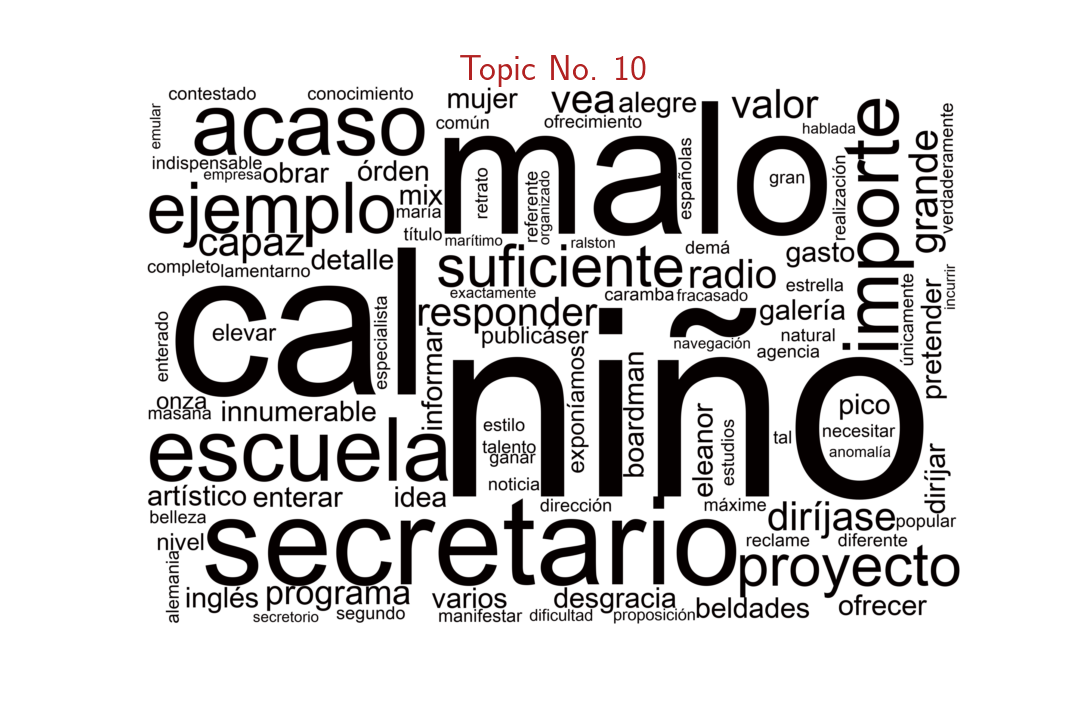 Topic No. 10
contestado
conocimiento
mujer
vea
alegre
valor
emular
acaso
común
ofrecimiento
hablada
importe
grande
verdaderamente
indispensable
empresa
obrar
órden
malo
retrato
referente
organizado
españolas
gran
realización
ejemplo
mix
maría
capaz
título
marítimo
ralston
demá
gasto
completo
lamentarno
detalle
suficiente
radio
estrella
incurrir
únicamente
exactamente
caramba
fracasado
pretender
cal
elevar
especialista
responder
galería
enterado
informar
publicáser
navegación
natural
agencia
niño
onza
masana
innumerable
exponíamos
boardman
eleanor
estudios
pico
necesitar
anomalía
tal
estilo
talento
ganar
noticia
escuela
diríjar
artístico
enterar
idea
dirección
máxime
belleza
secretario
diríjase
popular
nivel
reclame
diferente
alemania
proyecto
inglés
programa
varios
desgracia
beldades
ofrecer
secretorio
segundo
manifestar
dificultad
proposición